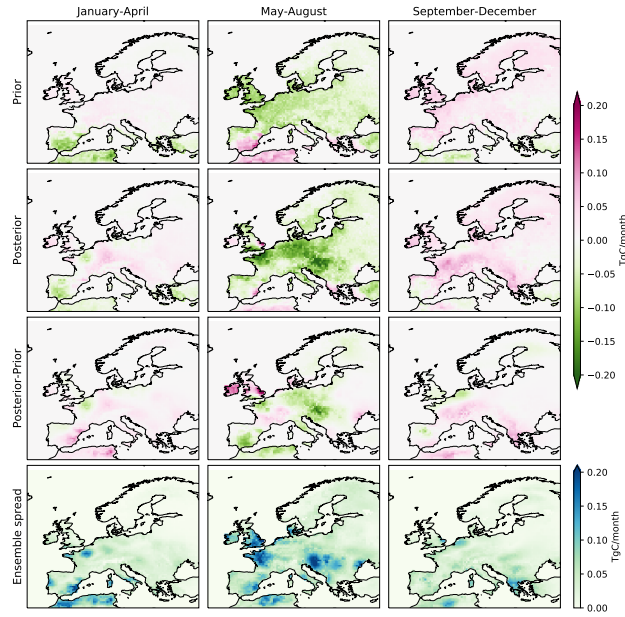 January-April
May-August
September-December
Prior
Posterior
Posterior-Prior
Ensemble spread
0.20
0.15
0.10
0.05
0.00
−0.05
−0.10
−0.15
−0.20
TgC/month
0.20
0.15
0.10
0.05
0.00
TgC/month